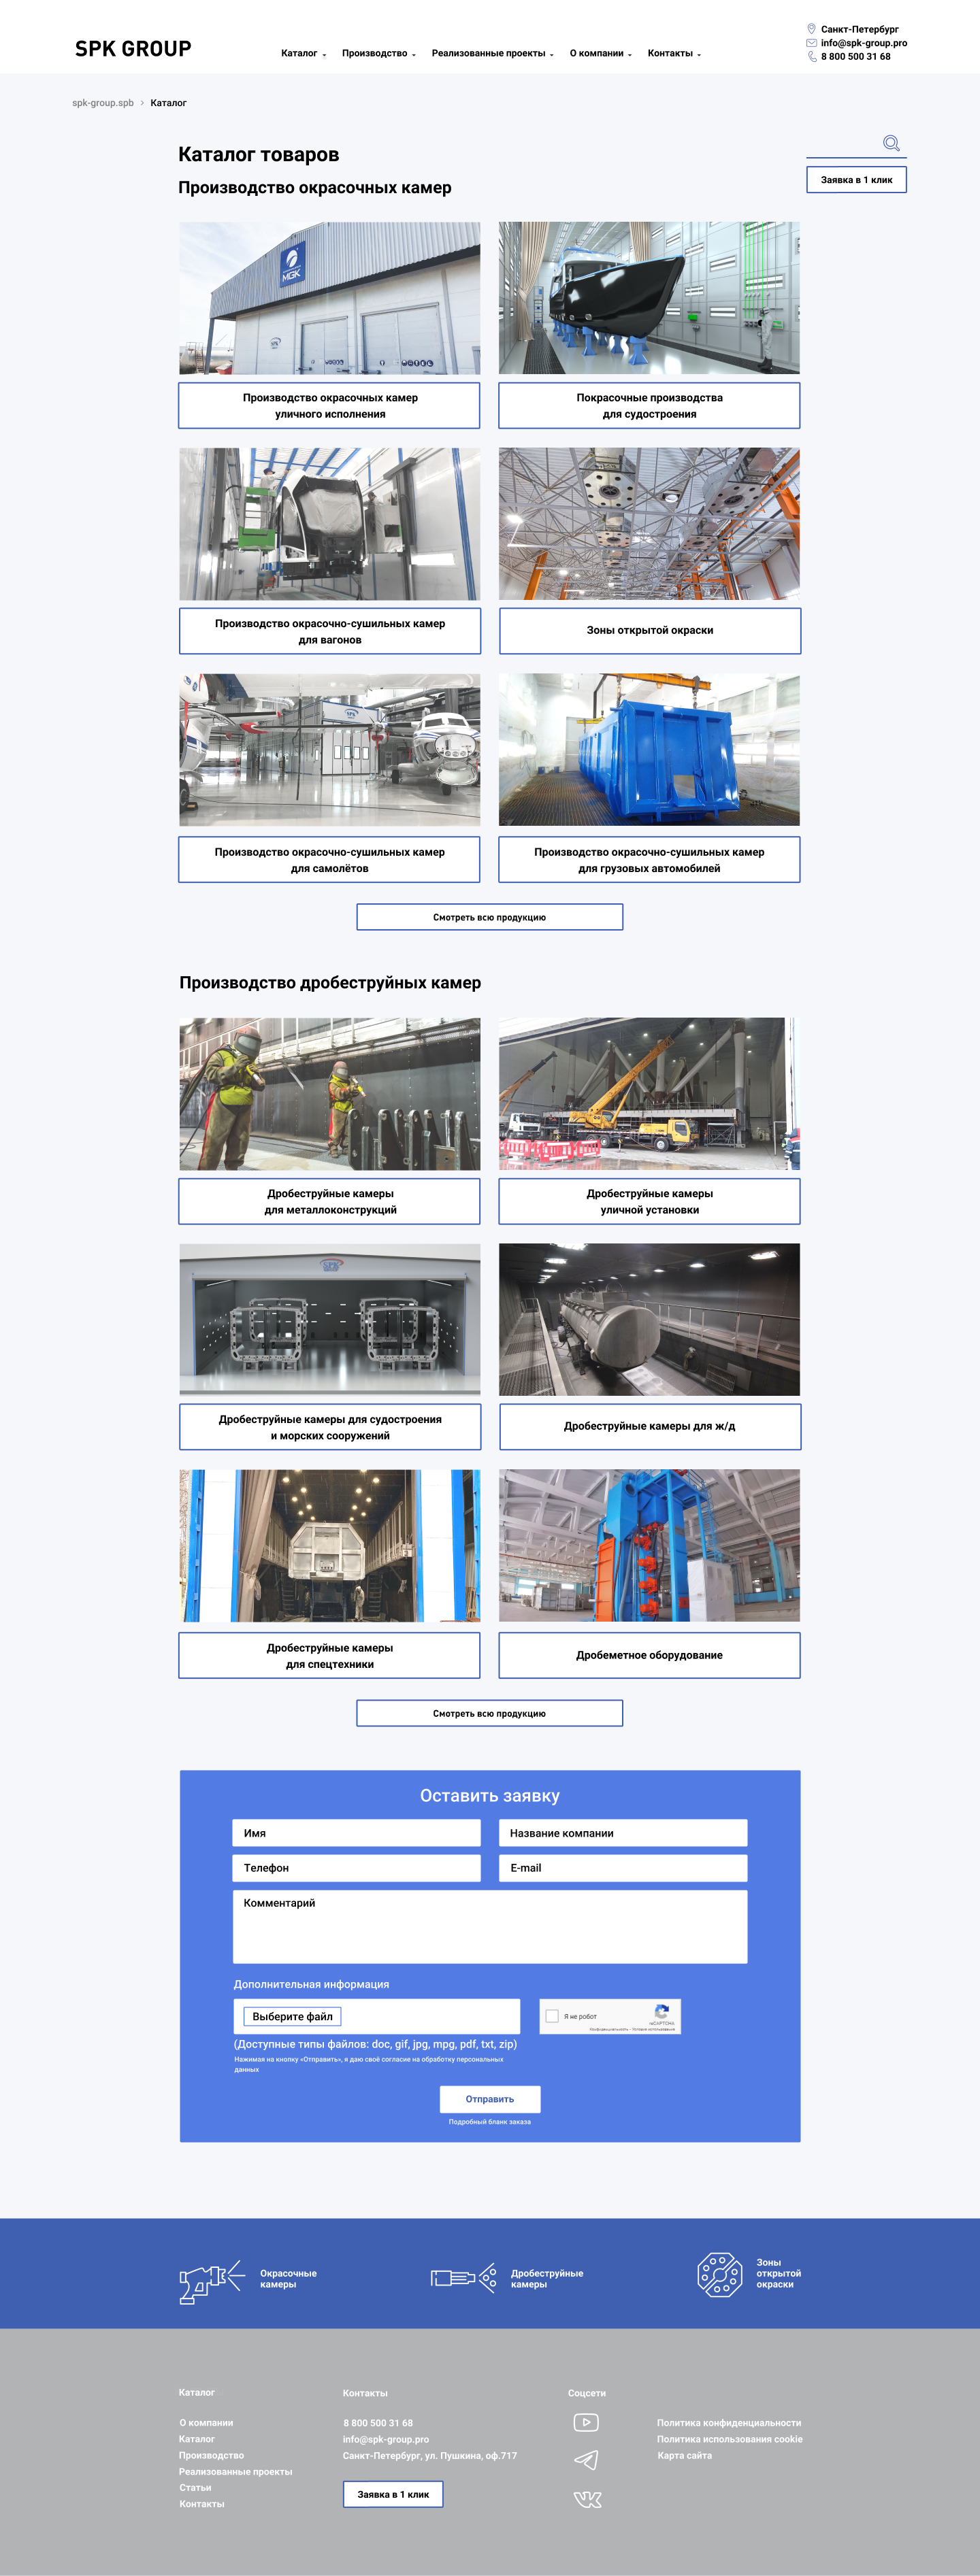 SPK GROUP
Каталог
Производство
Реализованные проекты
О компании
Контакты
Санкт-Петербург
info@spk-group.pro
8 800 500 31 68
spk-group.spb
Каталог
Каталог товаров
Заявка в 1 клик
Производство окрасочных камер
MGK
Производство окрасочных камер
уличного исполнения
Покрасочные производства
для судостроения
Производство окрасочно-сушильных камер
для вагонов
Зоны открытой окраски
Производство окрасочно-сушильных камер
для самолётов
Производство окрасочно-сушильных камер
для грузовых автомобилей
Смотреть всю продукцию
Производство дробеструйных камер
Дробеструйные камеры
для металлоконструкций
Дробеструйные камеры
уличной установки
Дробеструйные камеры для судостроения
и морских сооружений
Дробеструйные камеры для ж/д
Дробеструйные камеры
для спецтехники
Дробеметное оборудование
Смотреть всю продукцию
Оставить заявку
Имя
Название компании
Телефон
E-mail
Комментарий
Дополнительная информация
Выберите файл
Я не робот
reCAPTCHA
Конфиденциальность - Условия использования
(Доступные типы файлов: doc, gif, jpg, mpg, pdf, txt, zip)
Нажимая на кнопку «Отправить», я даю своё согласие на обработку персональных
данных
Отправить
Подробный бланк заказа
Окрасочные
камеры
Дробеструйные
камеры
Зоны
открытой
окраски
Каталог
О компании
Каталог
Производство
Реализованные проекты
Статьи
Контакты
Контакты
8 800 500 31 68
info@spk-group.pro
Санкт-Петербург, ул. Пушкина, оф.717
Заявка в 1 клик
Соцсети
Политика конфиденциальности
Политика использования cookie
Карта сайта